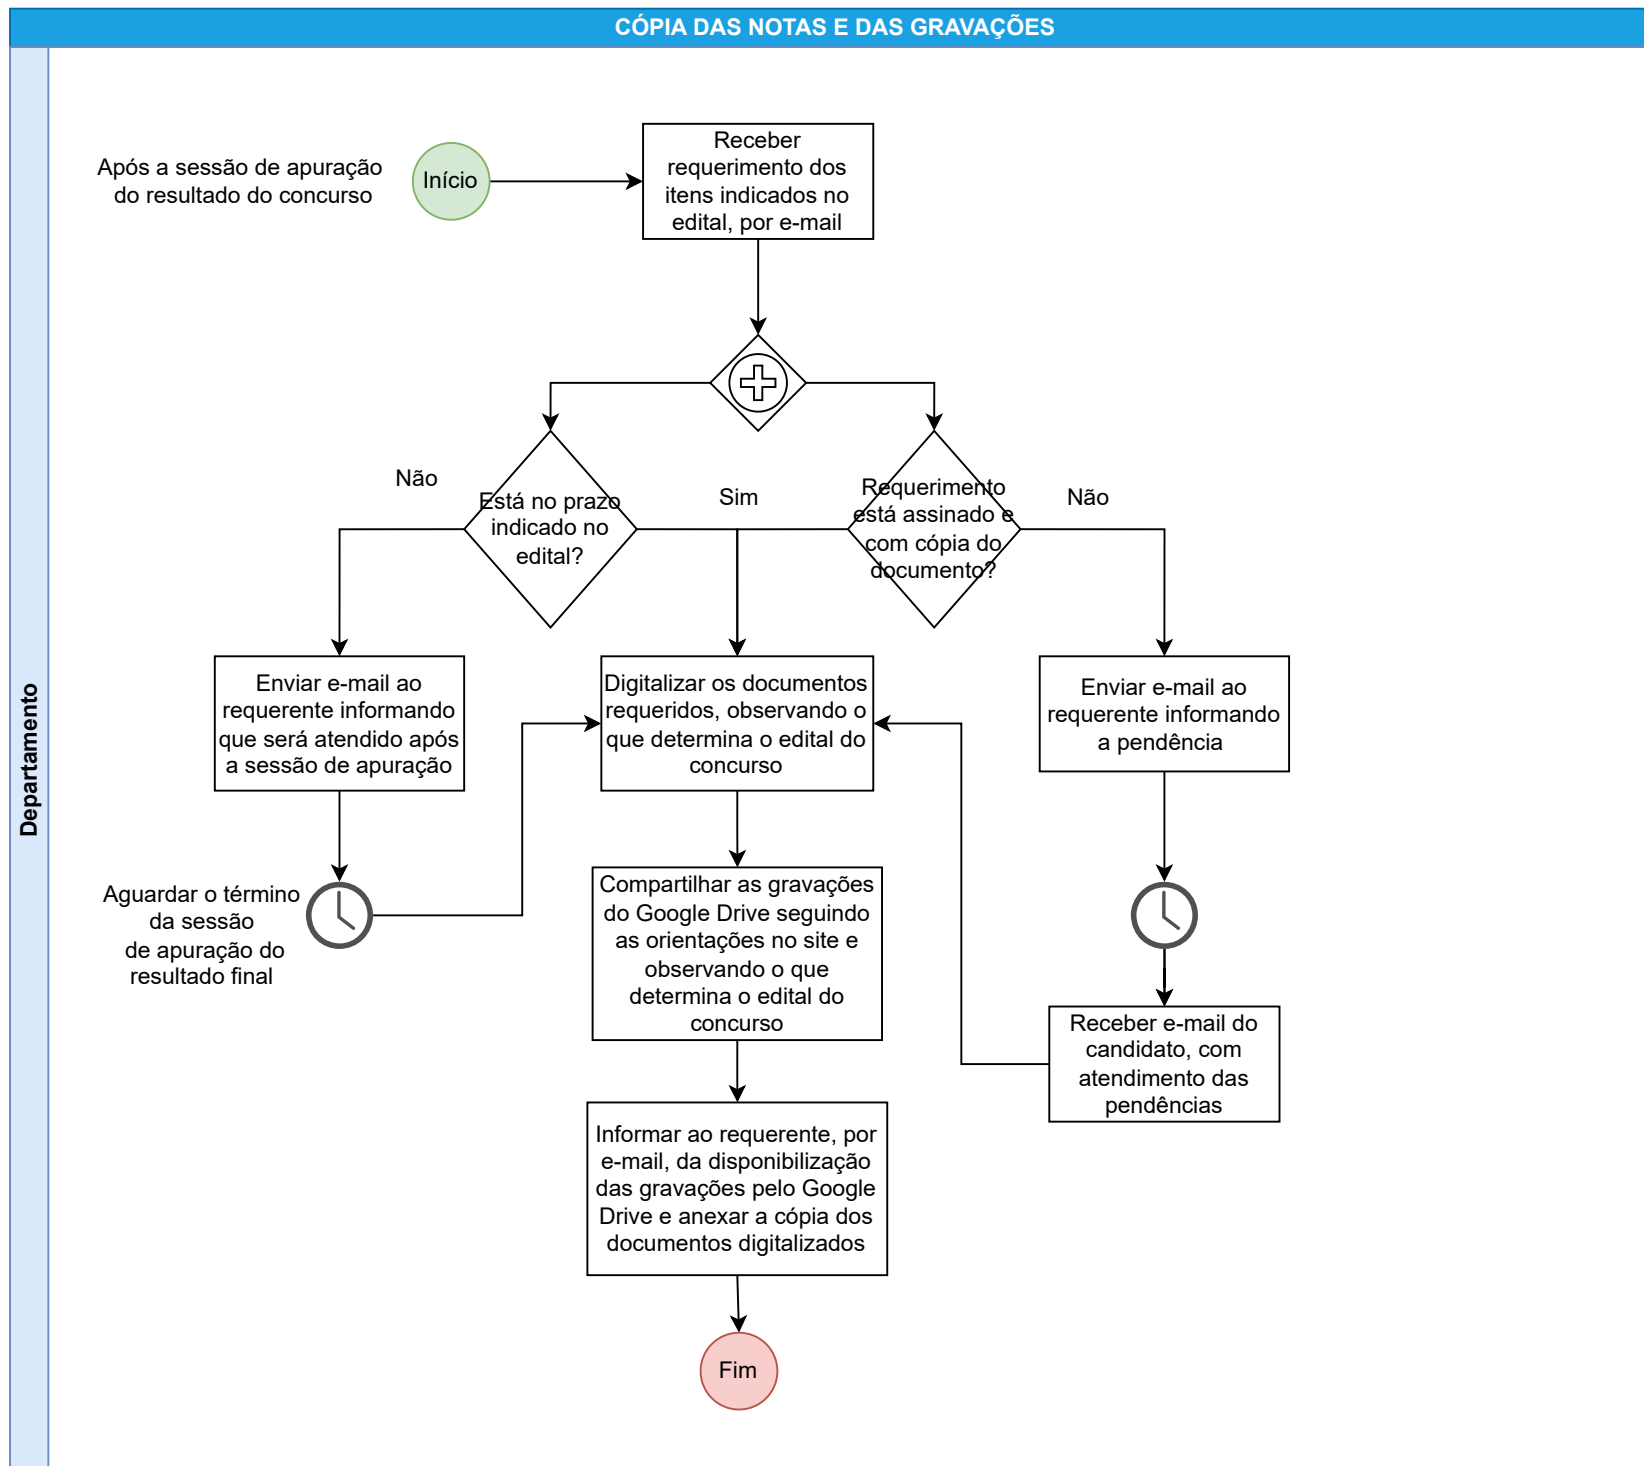 CÓPIA DAS NOTAS E DAS GRAVAÇÕES
Departamento
Após a sessão de apuração
do resultado do concurso
Início
Receber
requerimento dos
itens indicados no
edital, por e-mail
Não
Está no prazo
indicado no
edital?
Sim
Requerimento
está assinado e
com cópia do
documento?
Não
Enviar e-mail ao
requerente informando
que será atendido após
a sessão de apuração
Digitalizar os documentos
requeridos, observando o
que determina o edital do
concurso
Enviar e-mail ao
requerente informando
a pendência
Aguardar o término
da sessão
de apuração do
resultado final
Compartilhar as gravações
do Google Drive seguindo
as orientações no site e
observando o que
determina o edital do
concurso
Receber e-mail do
candidato, com
atendimento das
pendências
Informar ao requerente, por
e-mail, da disponibilização
das gravações pelo Google
Drive e anexar a cópia dos
documentos digitalizados
Fim